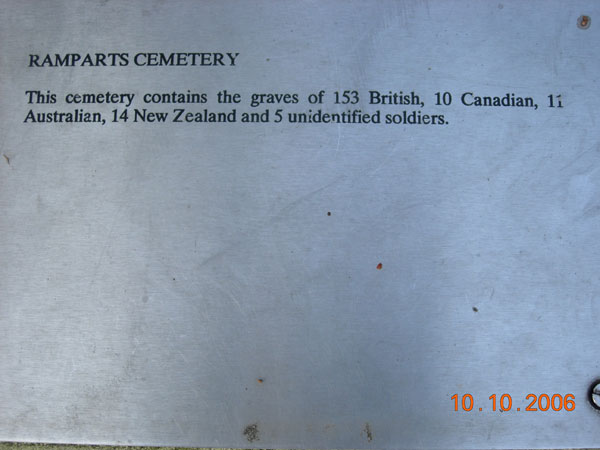 RAMPARTS CEMETERY
This cemetery contains the graves of 153 British, 10 Canadian, 11
Australian, 14 New Zealand and 5 unidentified soldiers.
10.10.2006